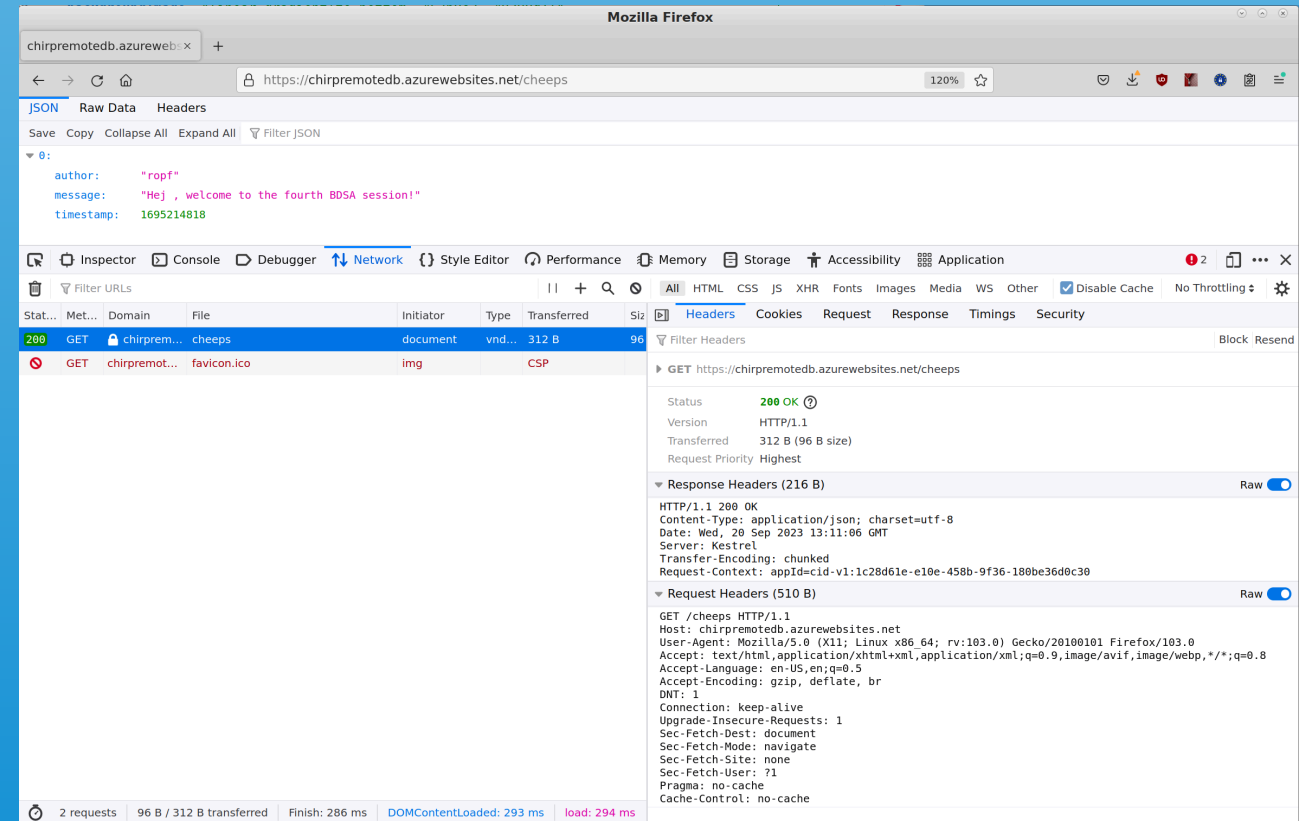 Mozilla Firefox
chirpremotedb.azureweb
https://chirpremotedb.azurewebsites.net/cheeps 120%
JSON Raw Data Headers
Save Copy Collapse All Expand All Filter JSON
0:
author: "ropf"
message: "Hej , welcome to the fourth BDSA session!"
timestamp: 1695214818
Inspector Console Debugger Network Style Editor Performance Memory Storage Accessibility Application 2
Filter URLs All HTML CSS JS XHR Fonts Images Media WS Other Disable Cache No Throttling
Stat... Met... Domain File Initiator Type Transferred Siz
Headers Cookies Request Response Timings Security
200 GET chirprem... cheeps document vnd... 312 B 96
GET chirpremot... favicon.ico img CSP
Filter Headers Block Resend
GET https://chirpremotedb.azurewebsites.net/cheeps
Status 200 OK
Version HTTP/1.1
Transferred 312 B (96 B size)
Request Priority Highest
Response Headers (216 B) Raw
HTTP/1.1 200 OK
Content-Type: application/json; charset=utf-8
Date: Wed, 20 Sep 2023 13:11:06 GMT
Server: Kestrel
Transfer-Encoding: chunked
Request-Context: appId=cid-v1:1c28d61e-e10e-458b-9f36-180be36d0c30
Request Headers (510 B) Raw
GET /cheeps HTTP/1.1
Host: chirpremotedb.azurewebsites.net
User-Agent: Mozilla/5.0 (X11; Linux x86_64; rv:103.0) Gecko/20100101 Firefox/103.0
Accept: text/html,application/xhtml+xml,application/xml;q=0.9,image/avif,image/webp,*/*;q=0.8
Accept-Language: en-US,en;q=0.5
Accept-Encoding: gzip, deflate, br
DNT: 1
Connection: keep-alive
Upgrade-Insecure-Requests: 1
Sec-Fetch-Dest: document
Sec-Fetch-Mode: navigate
Sec-Fetch-Site: none
Sec-Fetch-User: ?1
Pragma: no-cache
Cache-Control: no-cache
2 requests 96 B / 312 B transferred Finish: 286 ms DOMContentLoaded: 293 ms load: 294 ms